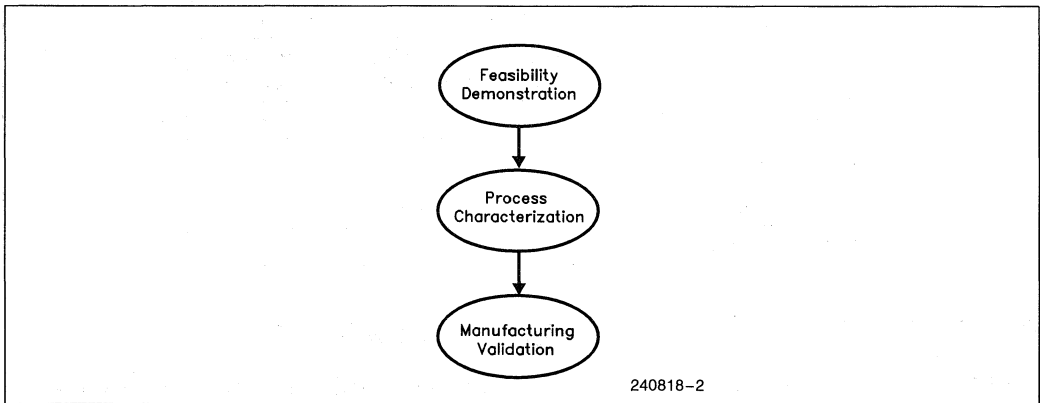 Feasibility
Demonstration
Process
Characterization
Manufacturing
Validation
240818-2